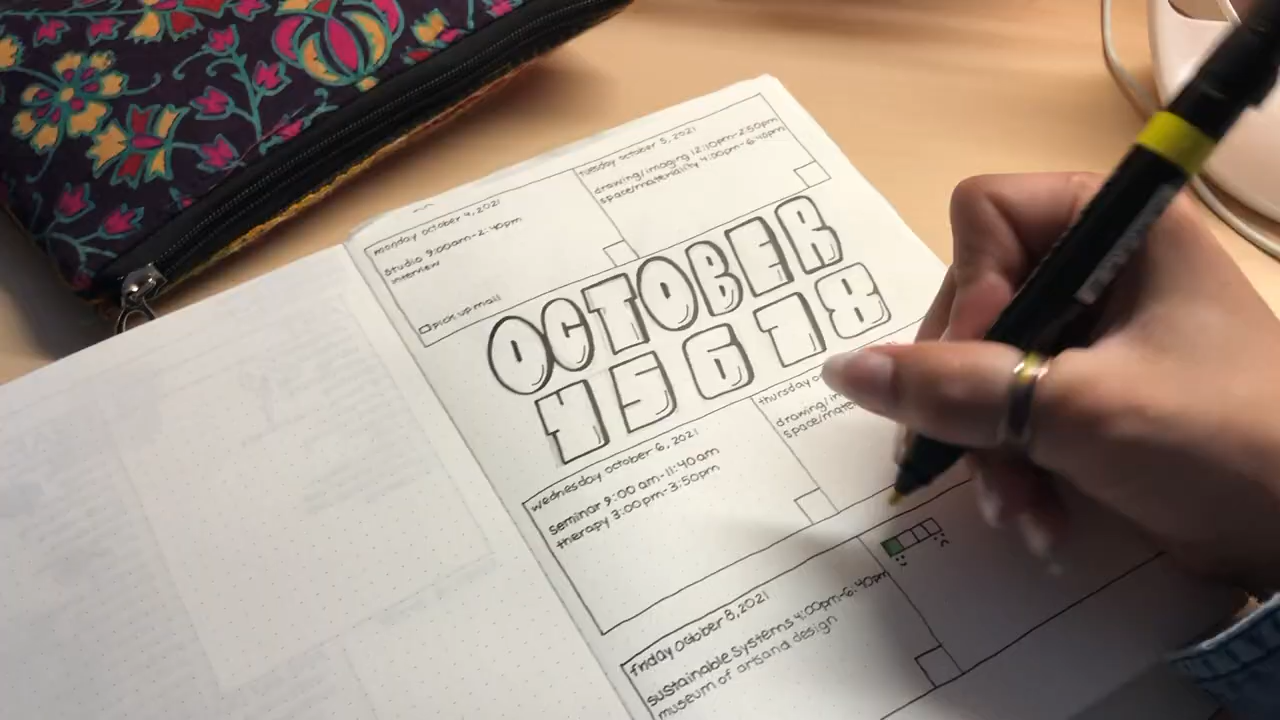 monday october 4, 2021
studio 9:00am-2:40pm
interview
pick up mail
tuesday october 5, 2021
drawing/imaging 12:10pm-2:50pm
space/materiality 4:00pm-6:40pm
OCTOBER
4 5 6 7 8
wednesday october 6, 2021
seminar 9:00 am-11:40am
therapy 3:00pm-3:50pm
thursday
drawing/im
space/mate
friday october 8, 2021
sustainable systems 4:00pm-6:40pm
museum of arts and design